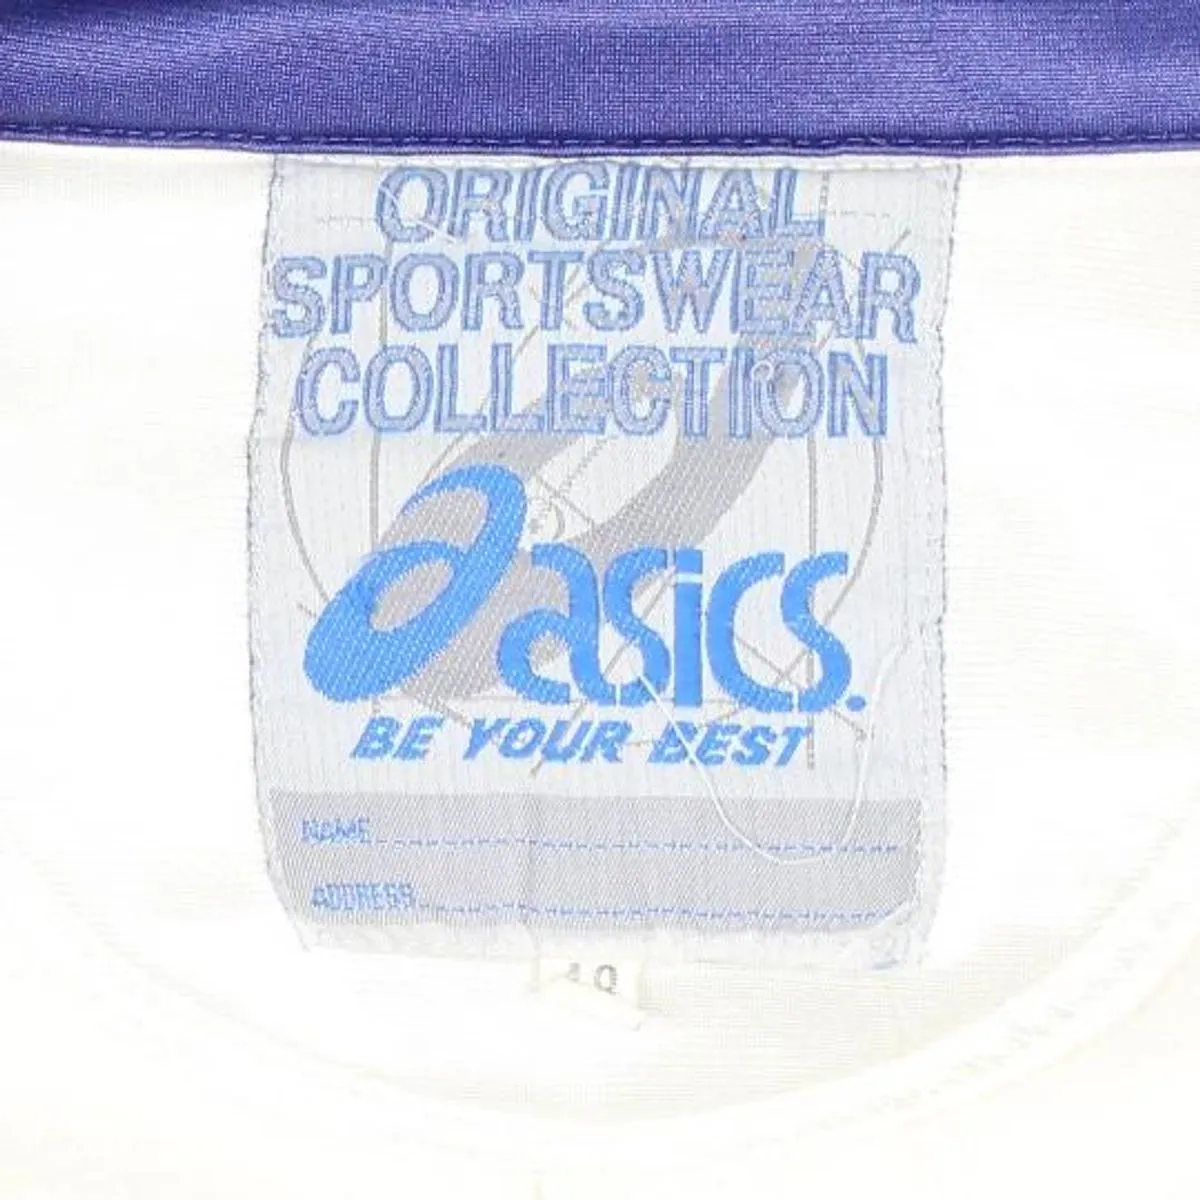 ORIGINAL
SPORTSWEAR
COLLECTION
asics.
BE YOUR BEST
NAME
ADDRESS